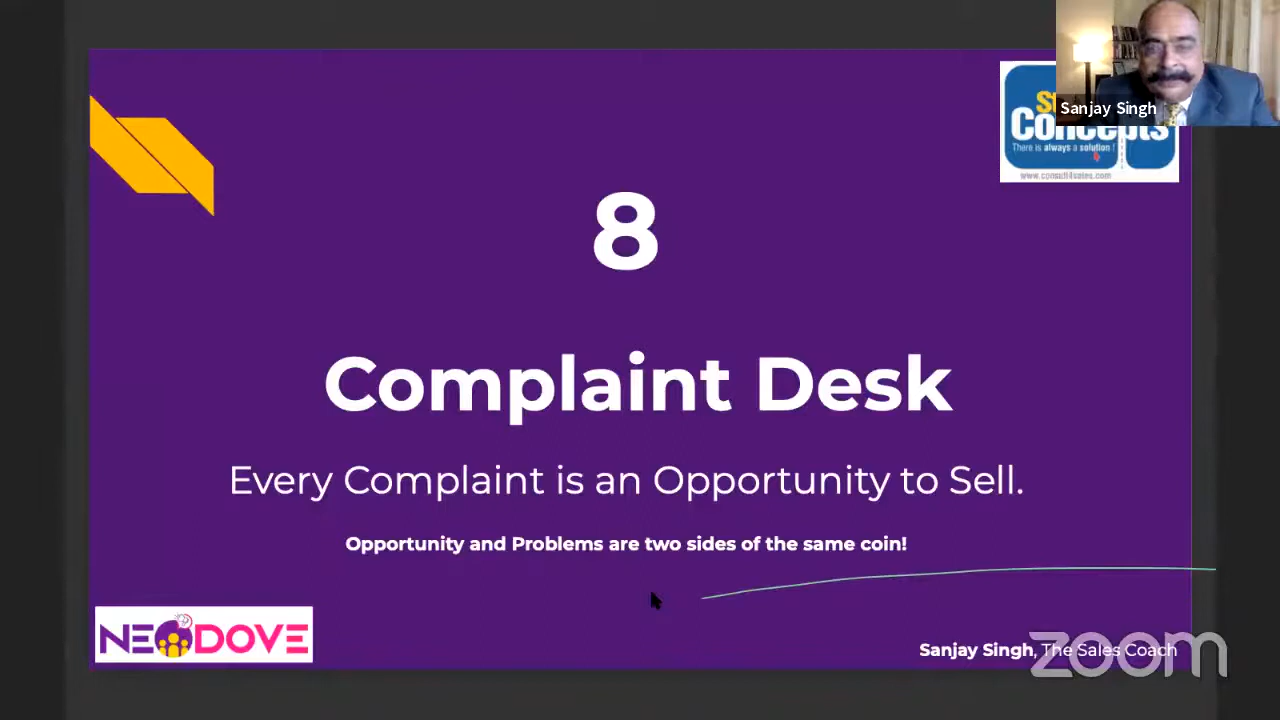 Sanjay Singh
Concepts
There is always a solution !
www.consult4sales.com
8
Complaint Desk
Every Complaint is an Opportunity to Sell.
Opportunity and Problems are two sides of the same coin!
NEODOVE
Sanjay Singh, The Sales Coach
zoom